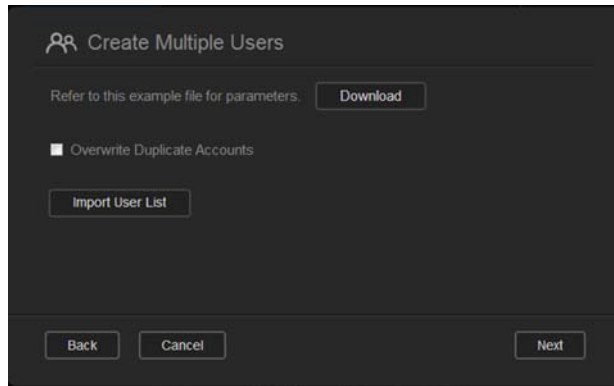 Create Multiple Users
Refer to this example file for parameters. Download
Overwrite Duplicate Accounts
Import User List
Back Cancel Next